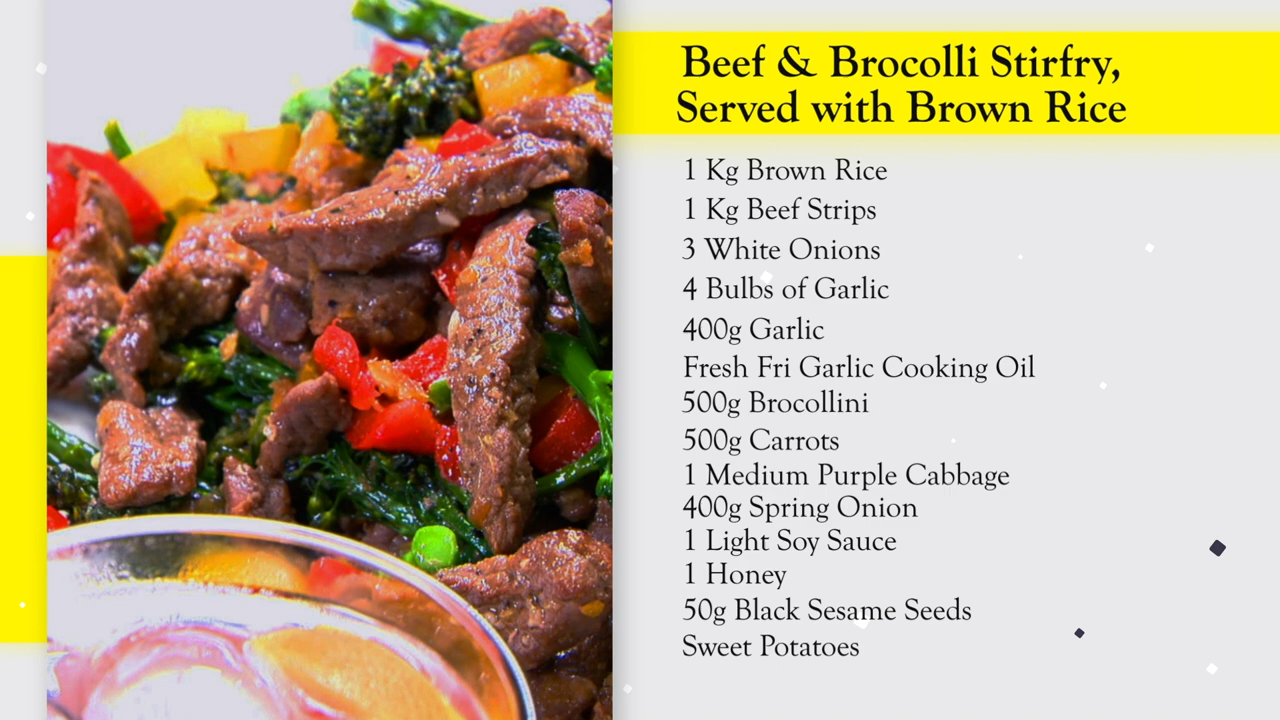 Beef & Brocolli Stirfry,
Served with Brown Rice
1 Kg Brown Rice
1 Kg Beef Strips
3 White Onions
4 Bulbs of Garlic
400g Garlic
Fresh Fri Garlic Cooking Oil
500g Brocollini
500g Carrots
1 Medium Purple Cabbage
400g Spring Onion
1 Light Soy Sauce
1 Honey
50g Black Sesame Seeds
Sweet Potatoes